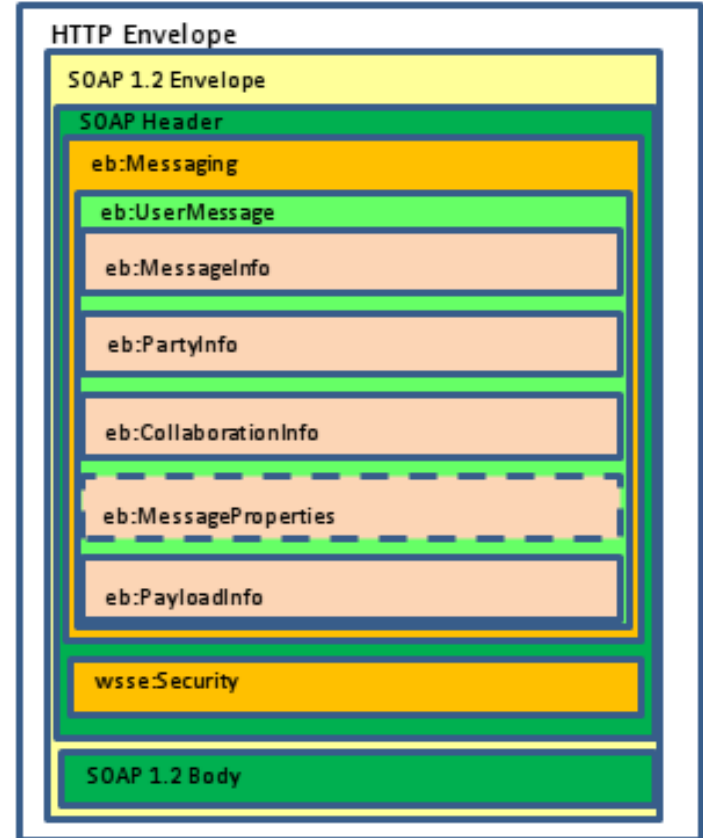 HTTP Envelope
SOAP 1.2 Envelope
SOAP Header
eb:Messaging
eb:UserMessage
eb:MessageInfo
eb:PartyInfo
eb:CollaborationInfo
eb:MessageProperties
eb:PayloadInfo
wsse:Security
SOAP 1.2 Body